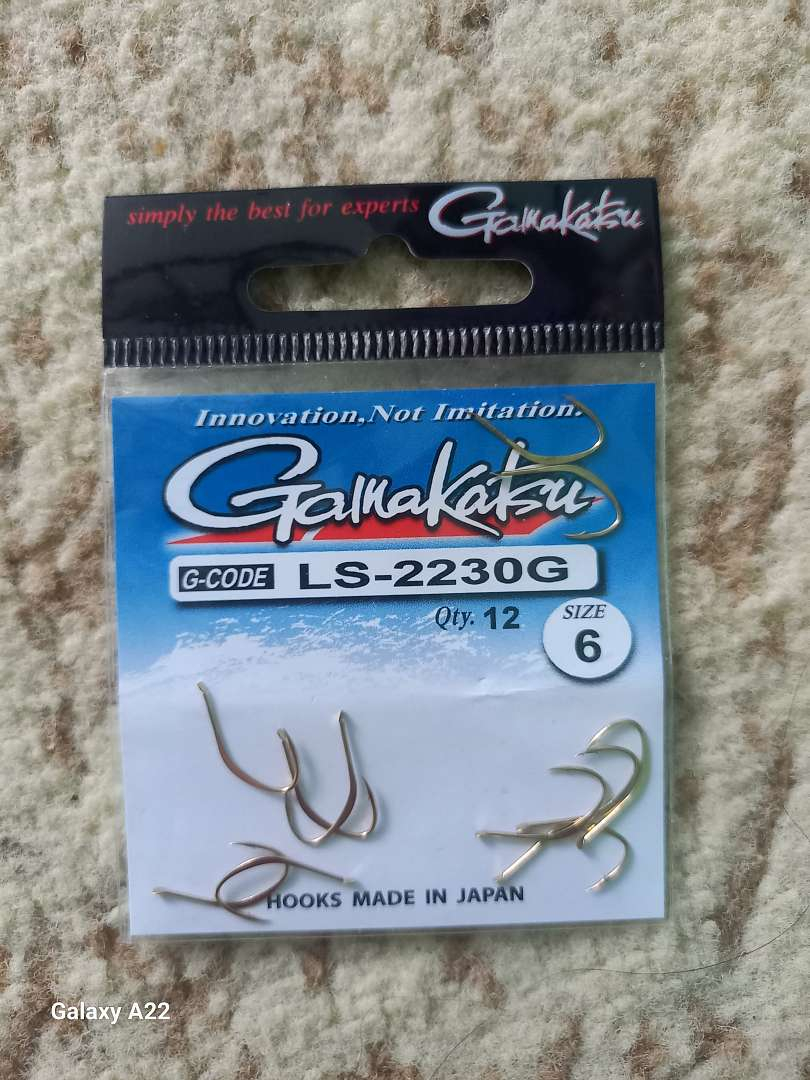 simply the best for experts Gamakatsu
Innovation, Not Imitation.
Gamakatsu
G-CODE LS-2230G
Qty. 12
SIZE
6
HOOKS MADE IN JAPAN
Galaxy A22